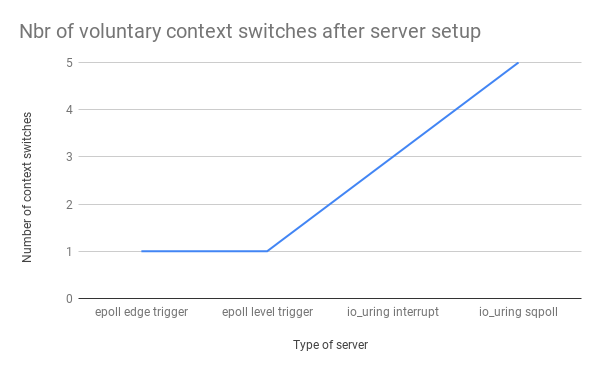 Nbr of voluntary context switches after server setup
5
4
3
2
1
0
Number of context switches
epoll edge trigger
epoll level trigger
io_uring interrupt
io_uring sqpoll
Type of server